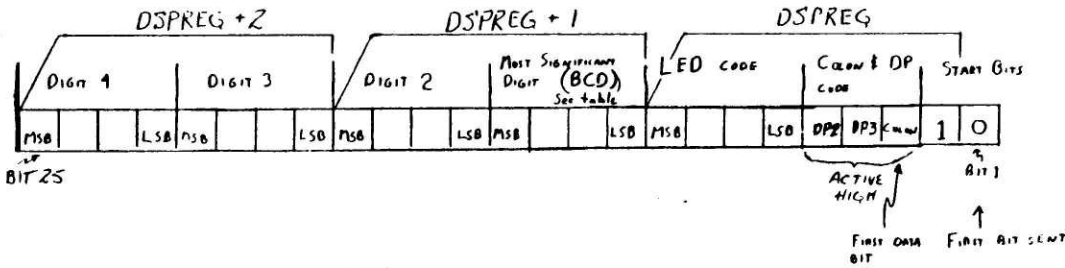 DSPREG +2 DSPREG + 1 DSPREG
DIGIT 4 DIGIT 3 DIGIT 2 MOST SIGNIFICANT DIGIT (BCD) See table LED CODE COLON & DP CODE START BITS
MSB LSB MSB LSB MSB LSB MSB LSB MSB LSB DP2 DP3 COLON 1 0
BIT 25 ACTIVE HIGH BIT 1
FIRST DATA BIT FIRST BIT SENT